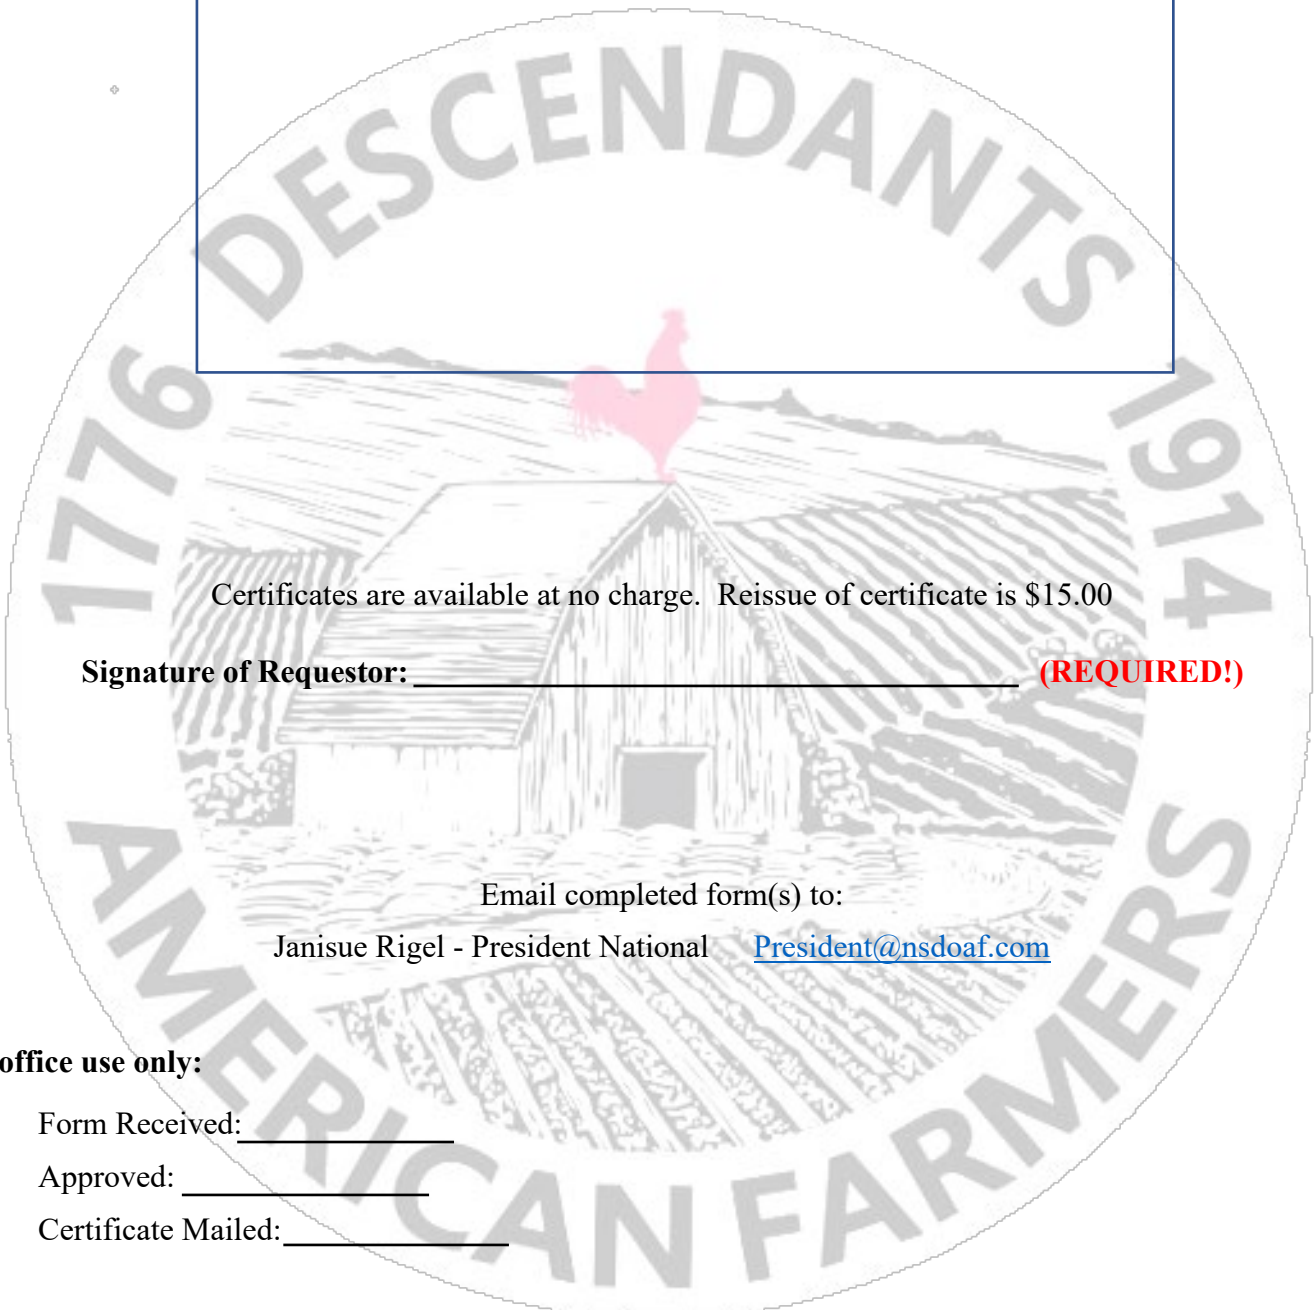 DESCENDANTS
1776
1914
Certificates are available at no charge. Reissue of certificate is $15.00
Signature of Requestor: (REQUIRED!)
Email completed form(s) to:
Janisue Rigel - President National President@nsdoaf.com
office use only:
Form Received:
Approved:
Certificate Mailed:
AMERICAN FARMERS